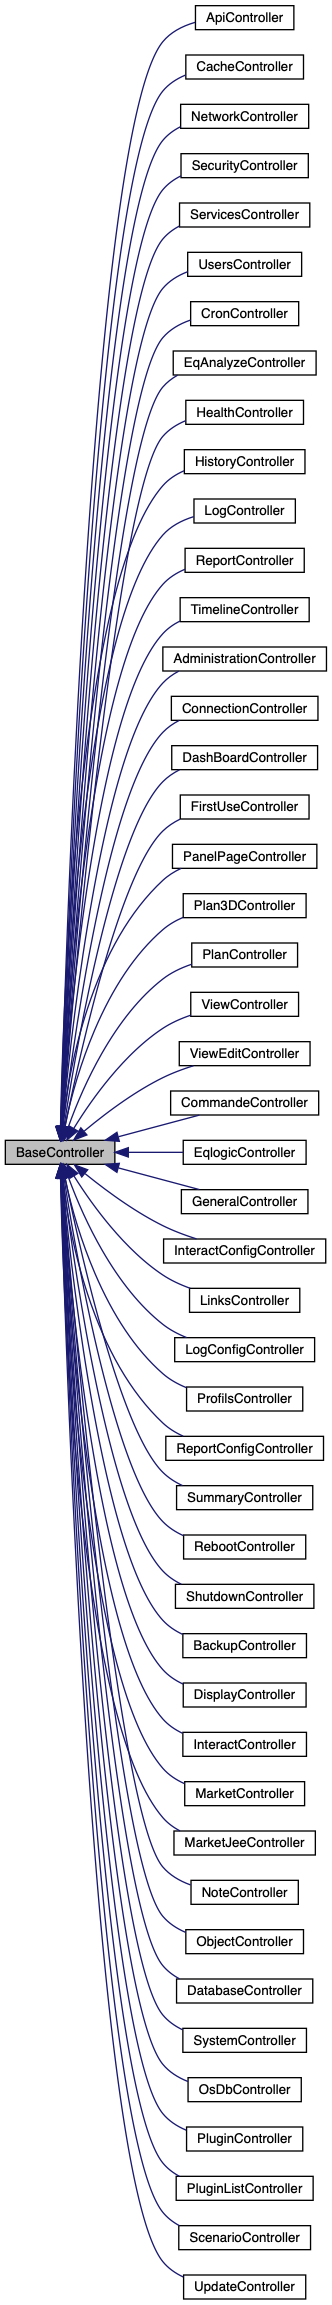 ApiController
CacheController
NetworkController
SecurityController
ServicesController
UsersController
CronController
EqAnalyzeController
HealthController
HistoryController
LogController
ReportController
TimelineController
AdministrationController
ConnectionController
DashBoardController
FirstUseController
PanelPageController
Plan3DController
PlanController
ViewController
ViewEditController
CommandeController
BaseController
EqlogicController
GeneralController
InteractConfigController
LinksController
LogConfigController
ProfilsController
ReportConfigController
SummaryController
RebootController
ShutdownController
BackupController
DisplayController
InteractController
MarketController
MarketJeeController
NoteController
ObjectController
DatabaseController
SystemController
OsDbController
PluginController
PluginListController
ScenarioController
UpdateController